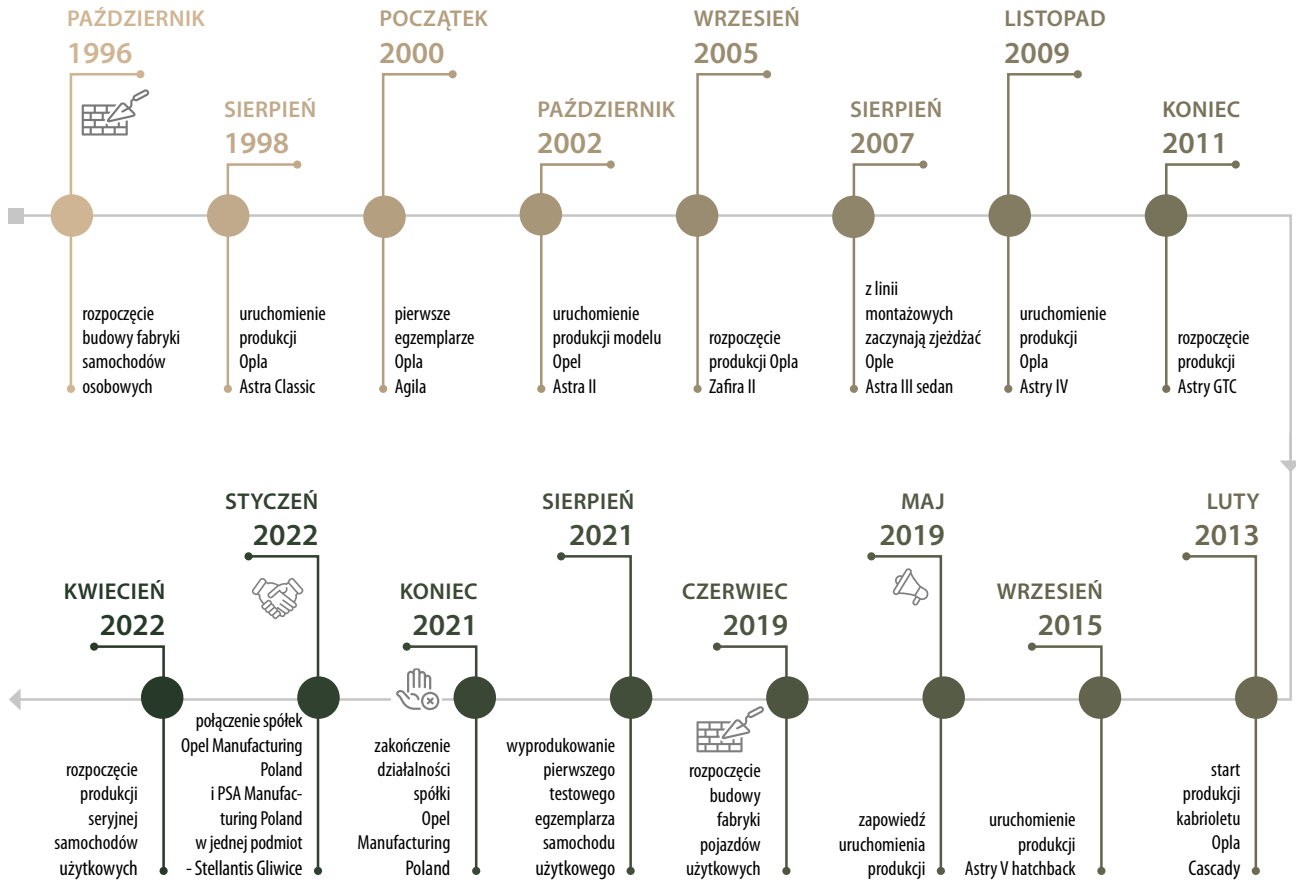 PAŹDZIERNIK
1996
rozpoczęcie
budowy fabryki
samochodów
osobowych
SIERPIEŃ
1998
uruchomienie
produkcji
Opla
Astra Classic
POCZĄTEK
2000
pierwsze
egzemplarze
Opla
Agila
PAŹDZIERNIK
2002
uruchomienie
produkcji modelu
Opel
Astra II
WRZESIEŃ
2005
rozpoczęcie
produkcji Opla
Zafira II
SIERPIEŃ
2007
z linii
montażowych
zaczynają zjeżdżać
Ople
Astra III sedan
LISTOPAD
2009
uruchomienie
produkcji
Opla
Astry IV
KONIEC
2011
rozpoczęcie
produkcji
Astry GTC
LUTY
2013
start
produkcji
kabrioletu
Opla
Cascady
WRZESIEŃ
2015
uruchomienie
produkcji
Astry V hatchback
MAJ
2019
zapowiedź
uruchomienia
produkcji
CZERWIEC
2019
rozpoczęcie
budowy
fabryki
pojazdów
użytkowych
SIERPIEŃ
2021
wyprodukowanie
pierwszego
testowego
egzemplarza
samochodu
użytkowego
KONIEC
2021
zakończenie
działalności
spółki
Opel
Manufacturing
Poland
STYCZEŃ
2022
połączenie spółek
Opel Manufacturing
Poland
i PSA Manufac-
turing Poland
w jednej podmiot
- Stellantis Gliwice
KWIECIEŃ
2022
rozpoczęcie
produkcji
seryjnej
samochodów
użytkowych